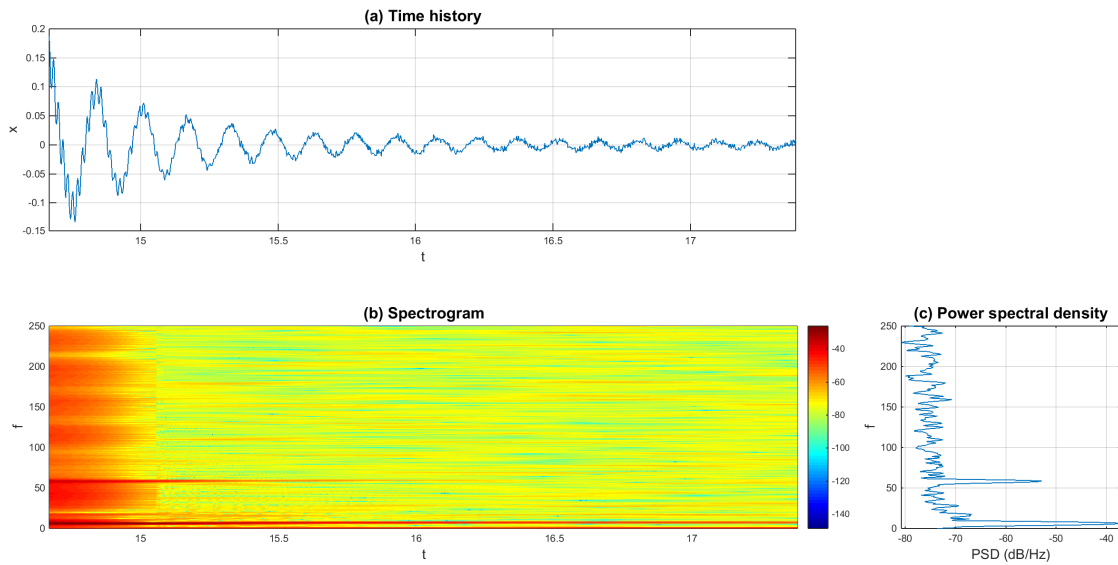 (a) Time history
0.2
0.15
0.1
0.05
0
-0.05
-0.1
-0.15
x
15 15.5 16 16.5 17
t
(b) Spectrogram
250
200
150
100
50
0
f
15 15.5 16 16.5 17
t
-40
-60
-80
-100
-120
-140
(c) Power spectral density
250
200
150
100
50
0
f
-80 -70 -60 -50 -40
PSD (dB/Hz)